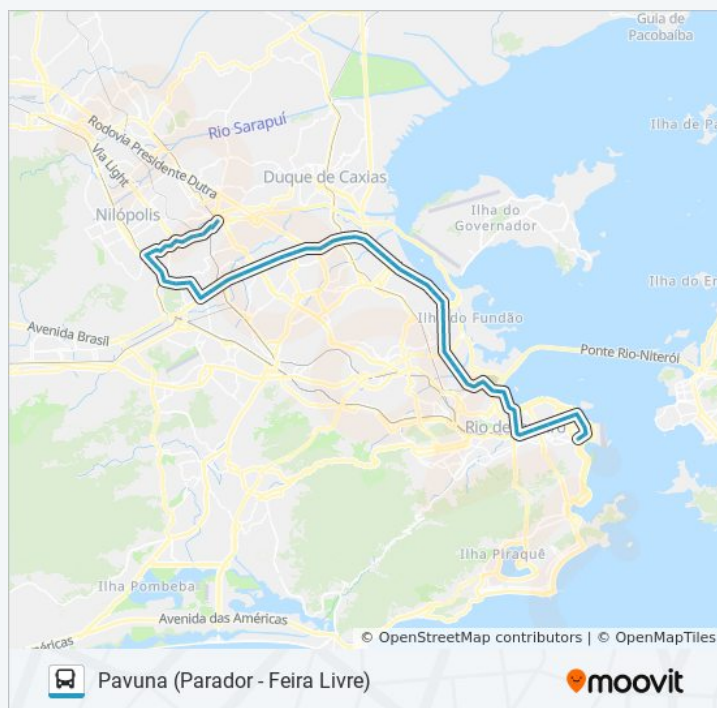 Guia de
Pacobaíba
Rio Sarapuí
Ilha de Pa
Rodovia Presidente Dutra
Via Light
Duque de Caxias
Nilópolis
Ilha do
Governador
Ilha do En
Avenida Brasil
Ilha do Fundão
Ponte Rio-Niterói
Rio de Janeiro
Ilha Piraquê
Ilha Pombeba
Avenida das Américas
méricas
© OpenStreetMap contributors | © OpenMapTiles
Pavuna (Parador - Feira Livre)
moovit